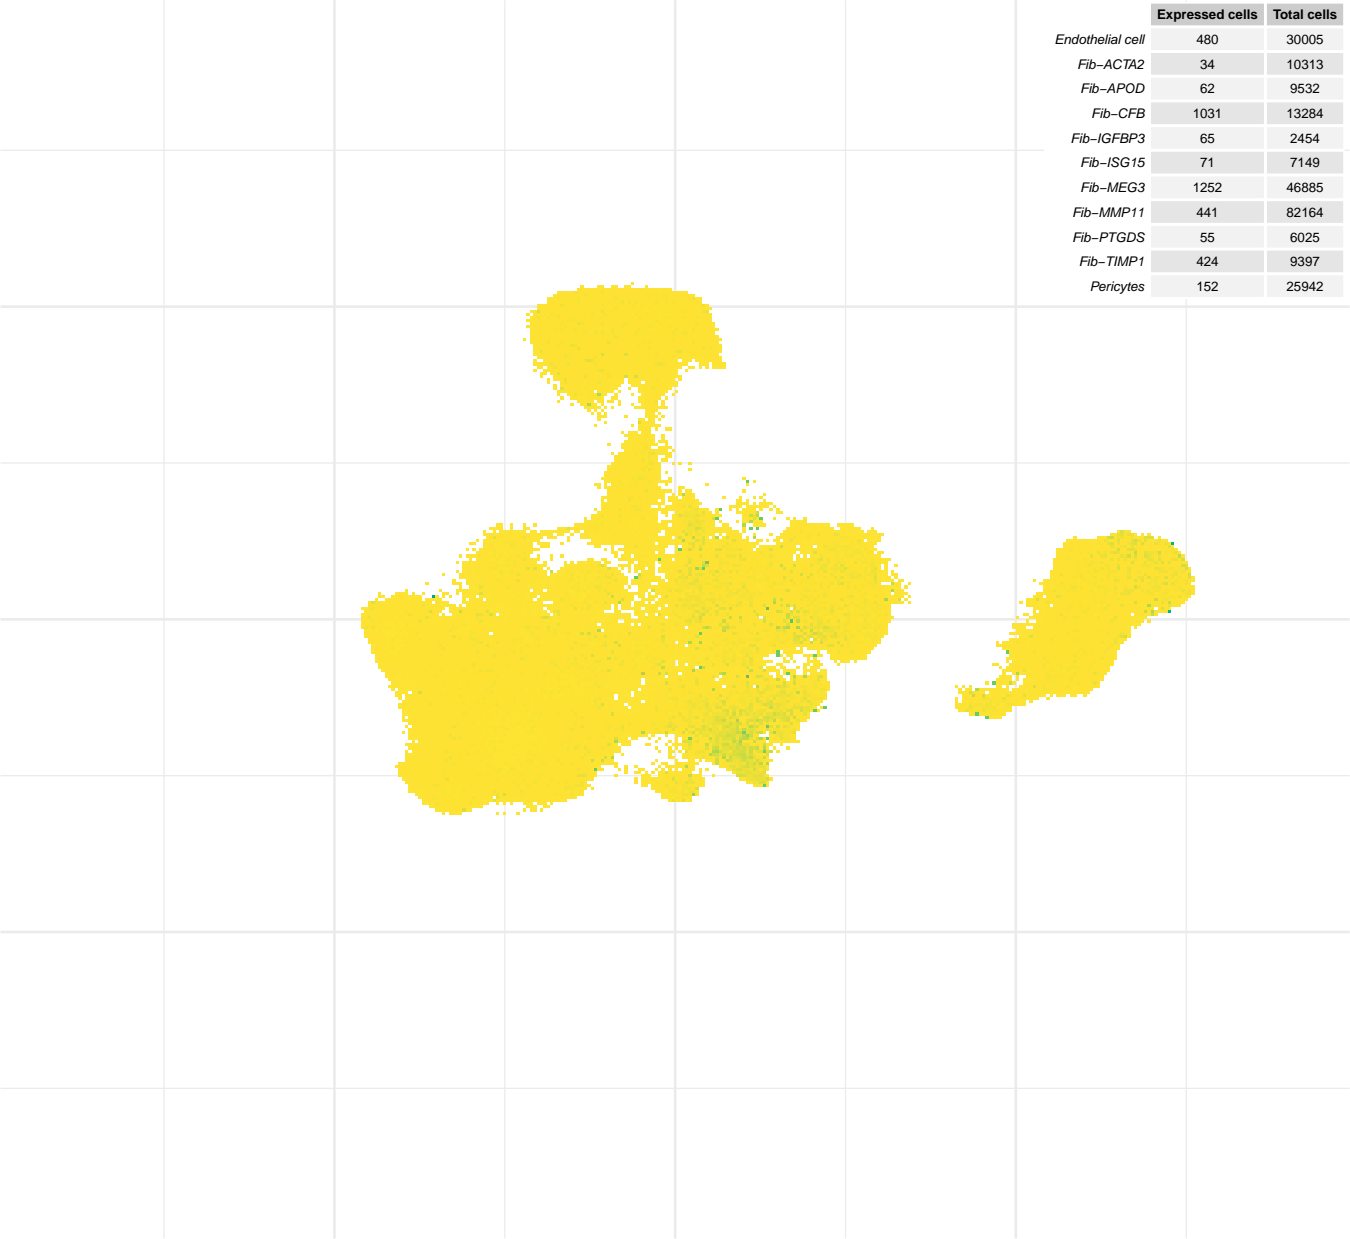 Expressed cells Total cells
Endothelial cell 480 30005
Fib−ACTA2 34 10313
Fib−APOD 62 9532
Fib−CFB 1031 13284
Fib−IGFBP3 65 2454
Fib−ISG15 71 7149
Fib−MEG3 1252 46885
Fib−MMP11 441 82164
Fib−PTGDS 55 6025
Fib−TIMP1 424 9397
Pericytes 152 25942